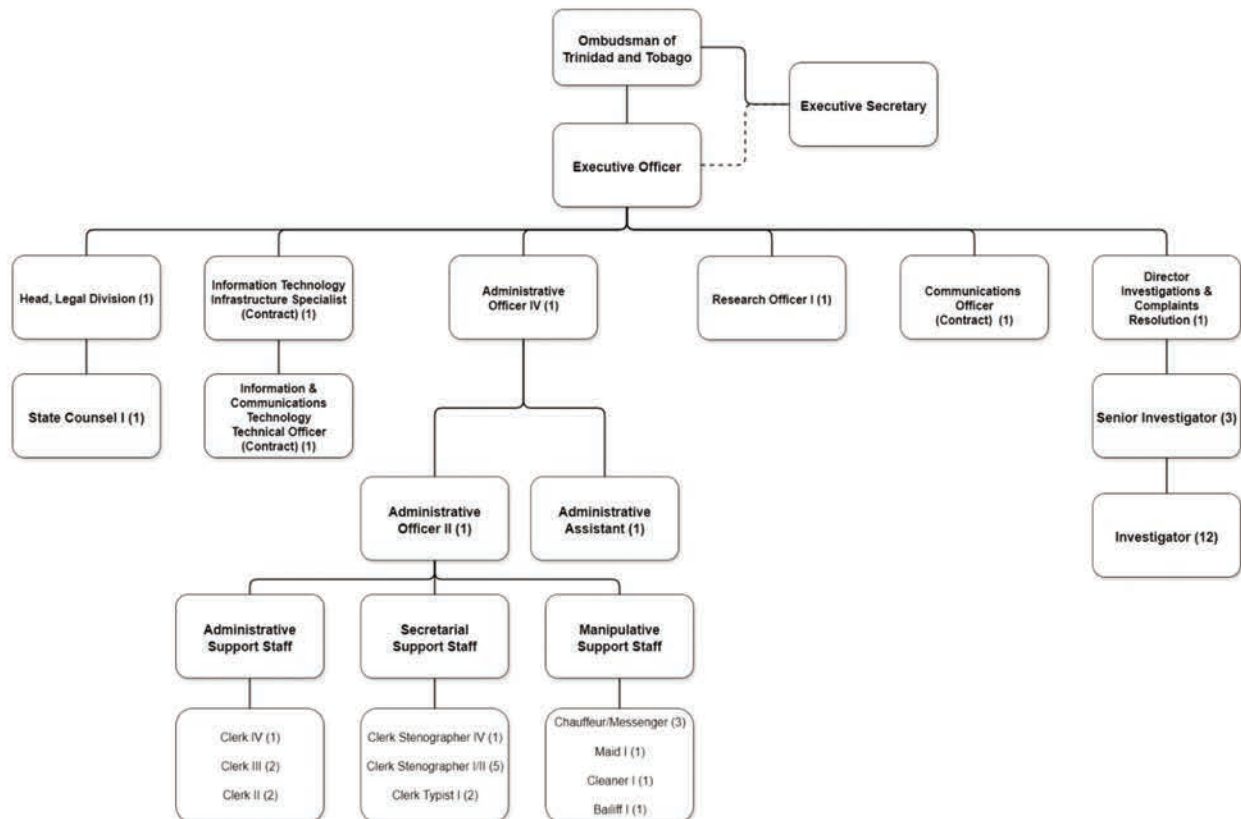 Ombudsman of
Trinidad and Tobago
Executive Secretary
Executive Officer
Head, Legal Division (1)
Information Technology
Infrastructure Specialist
(Contract) (1)
Administrative
Officer IV (1)
Research Officer I (1)
Communications
Officer
(Contract) (1)
Director
Investigations &
Complaints
Resolution (1)
State Counsel I (1)
Information &
Communications
Technology
Technical Officer
(Contract) (1)
Senior Investigator (3)
Administrative
Officer II (1)
Administrative
Assistant (1)
Investigator (12)
Administrative
Support Staff
Secretarial
Support Staff
Manipulative
Support Staff
Clerk IV (1)
Clerk III (2)
Clerk II (2)
Clerk Stenographer IV (1)
Clerk Stenographer I/II (5)
Clerk Typist I (2)
Chauffeur/Messenger (3)
Maid I (1)
Cleaner I (1)
Bailiff I (1)